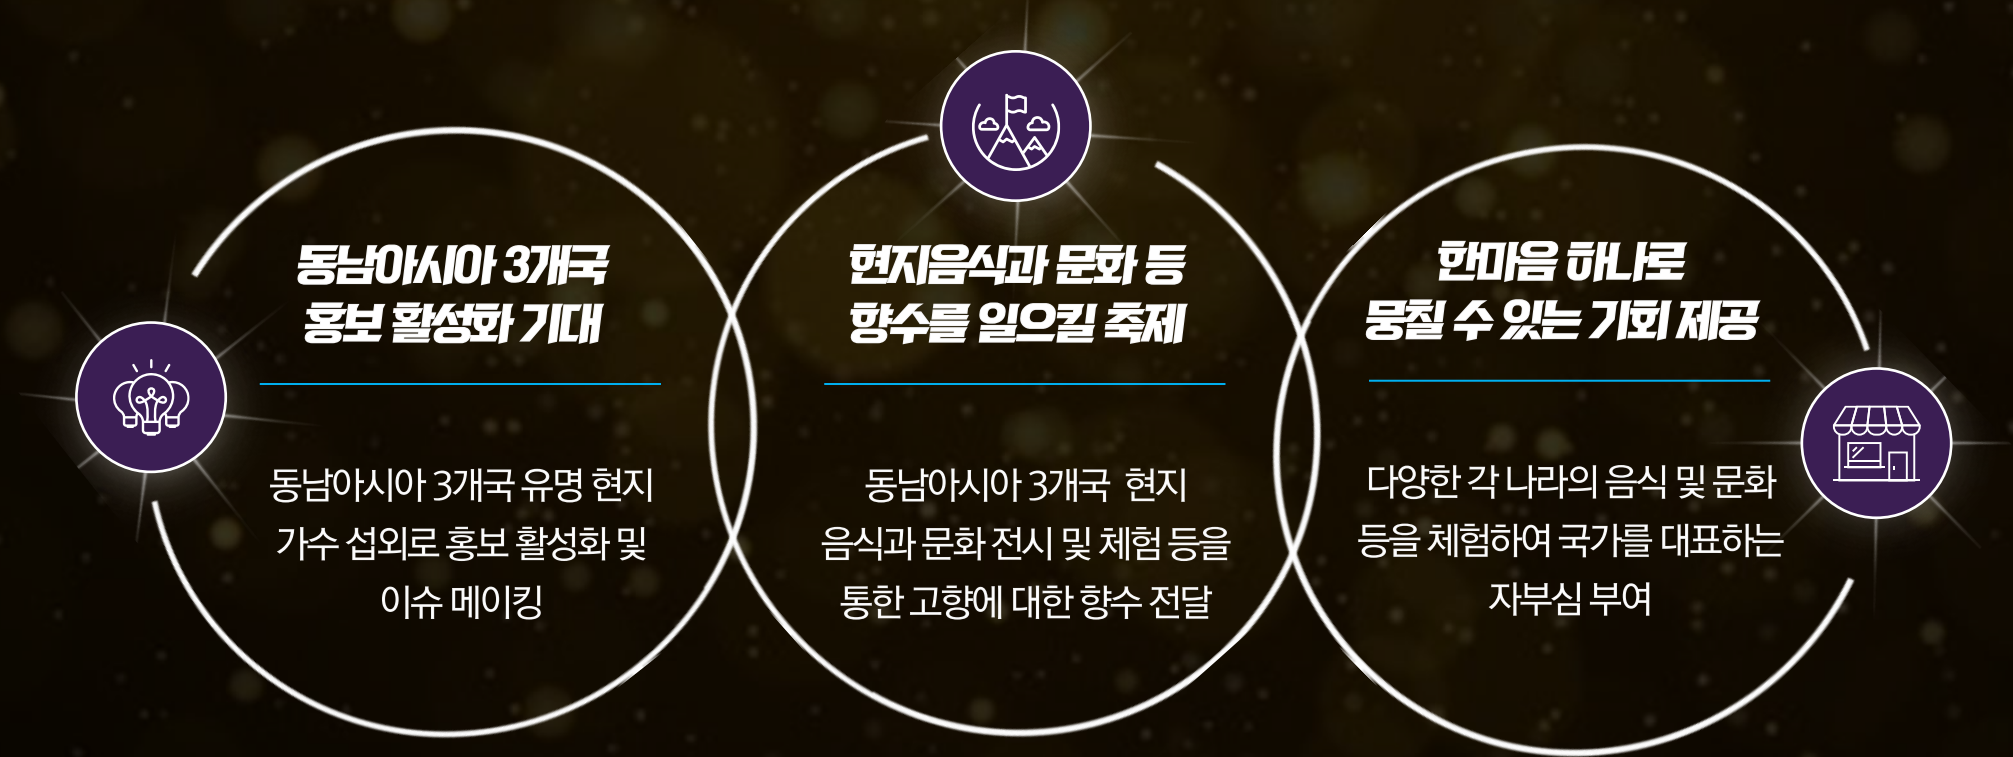 동남아시아 3개국
홍보 활성화 기대
동남아시아 3개국 유명 현지
가수 섭외로 홍보 활성화 및
이슈 메이킹
현지음식과 문화 등
향수를 일으킬 축제
동남아시아 3개국 현지
음식과 문화 전시 및 체험 등을
통한 고향에 대한 향수 전달
한마음 하나로
뭉칠 수 있는 기회 제공
다양한 각 나라의 음식 및 문화
등을 체험하여 국가를 대표하는
자부심 부여